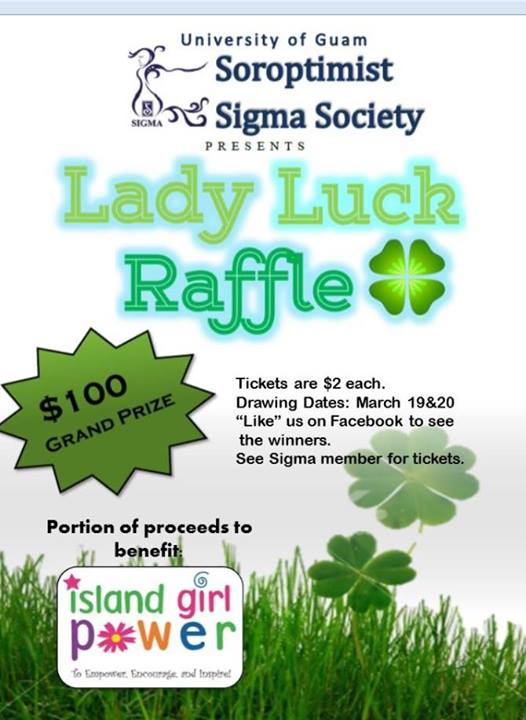 University of Guam
Soroptimist
Sigma Society
SIGMA
PRESENTS
Lady Luck
Raffle
$100
GRAND PRIZE
Tickets are $2 each.
Drawing Dates: March 19&20
“Like” us on Facebook to see
the winners.
See Sigma member for tickets.
Portion of proceeds to
benefit:
island girl
power
To Empower, Encourage, and Inspire!